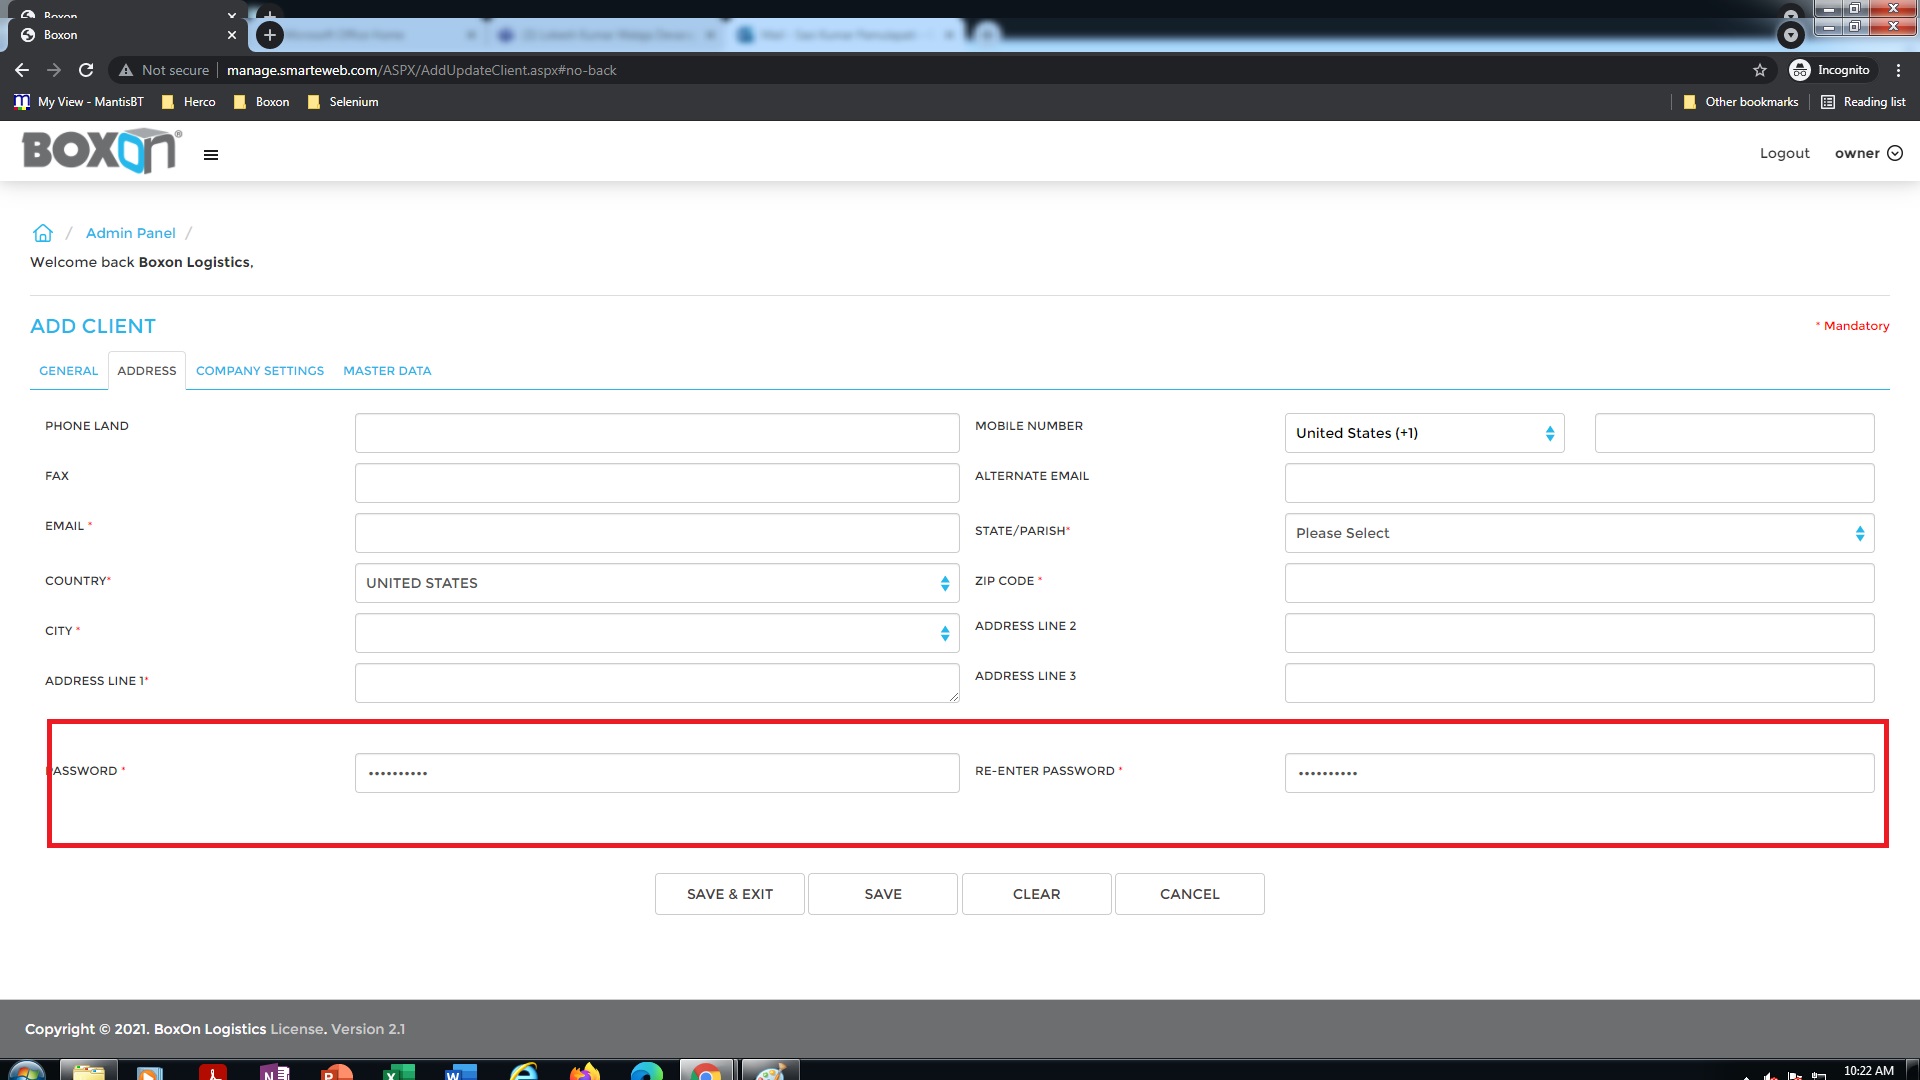 Boxon
Boxon
Not secure manage.smarteweb.com/ASPX/AddUpdateClient.aspx#no-back Incognito
My View - MantisBT Herco Boxon Selenium Other bookmarks Reading list
BOXON® Logout owner
/ Admin Panel /
Welcome back Boxon Logistics,
ADD CLIENT * Mandatory
GENERAL ADDRESS COMPANY SETTINGS MASTER DATA
PHONE LAND MOBILE NUMBER United States (+1)
FAX ALTERNATE EMAIL
EMAIL * STATE/PARISH* Please Select
COUNTRY* UNITED STATES ZIP CODE *
CITY * ADDRESS LINE 2
ADDRESS LINE 1* ADDRESS LINE 3
PASSWORD * •••••••••• RE-ENTER PASSWORD * ••••••••••
SAVE & EXIT SAVE CLEAR CANCEL
Copyright © 2021. BoxOn Logistics License. Version 2.1
10:22 AM